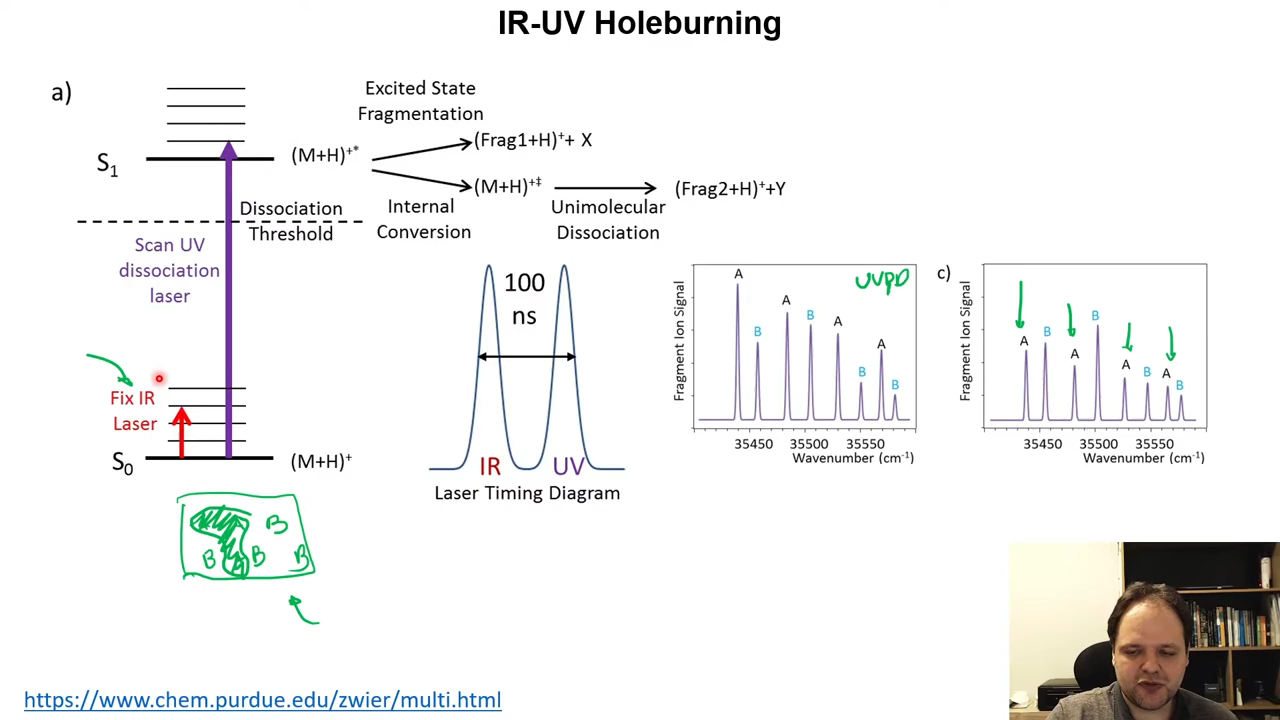 IR-UV Holeburning
a)
S1
(M+H)+*
Excited State
Fragmentation
(Frag1+H)++ X
(M+H)+‡
(Frag2+H)++Y
Internal
Conversion
Unimolecular
Dissociation
Dissociation
Threshold
Scan UV
dissociation
laser
Fix IR
Laser
S0
(M+H)+
100
ns
IR
UV
Laser Timing Diagram
Fragment Ion Signal
A
B
A
B
A
B
A
B
UVPD
35450
35500
35550
Wavenumber (cm-1)
c)
Fragment Ion Signal
A
B
A
B
A
B
A
B
35450
35500
35550
Wavenumber (cm-1)
B
B
B
B
https://www.chem.purdue.edu/zwier/multi.html